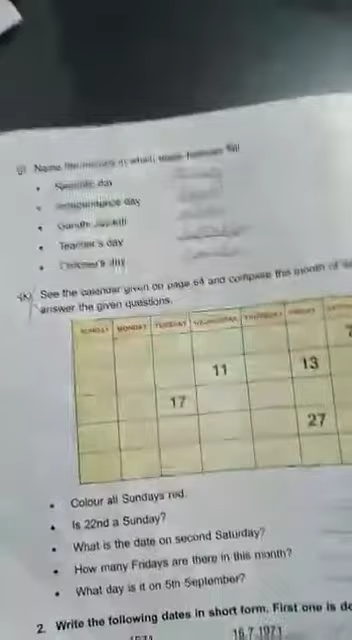 Name the months in which these festivals fall
Republic day
Independence day
Gandhi Jayanti
Teacher's day
Children's day
See the calendar given on page 64 and complete the month of
answer the given questions.
SUNDAY MONDAY TUESDAY WEDNESDAY THURSDAY FRIDAY
11 13
17
27
• Colour all Sundays red.
• Is 22nd a Sunday?
• What is the date on second Saturday?
• How many Fridays are there in this month?
• What day is it on 5th September?
2. Write the following dates in short form. First one is
16.7.1971